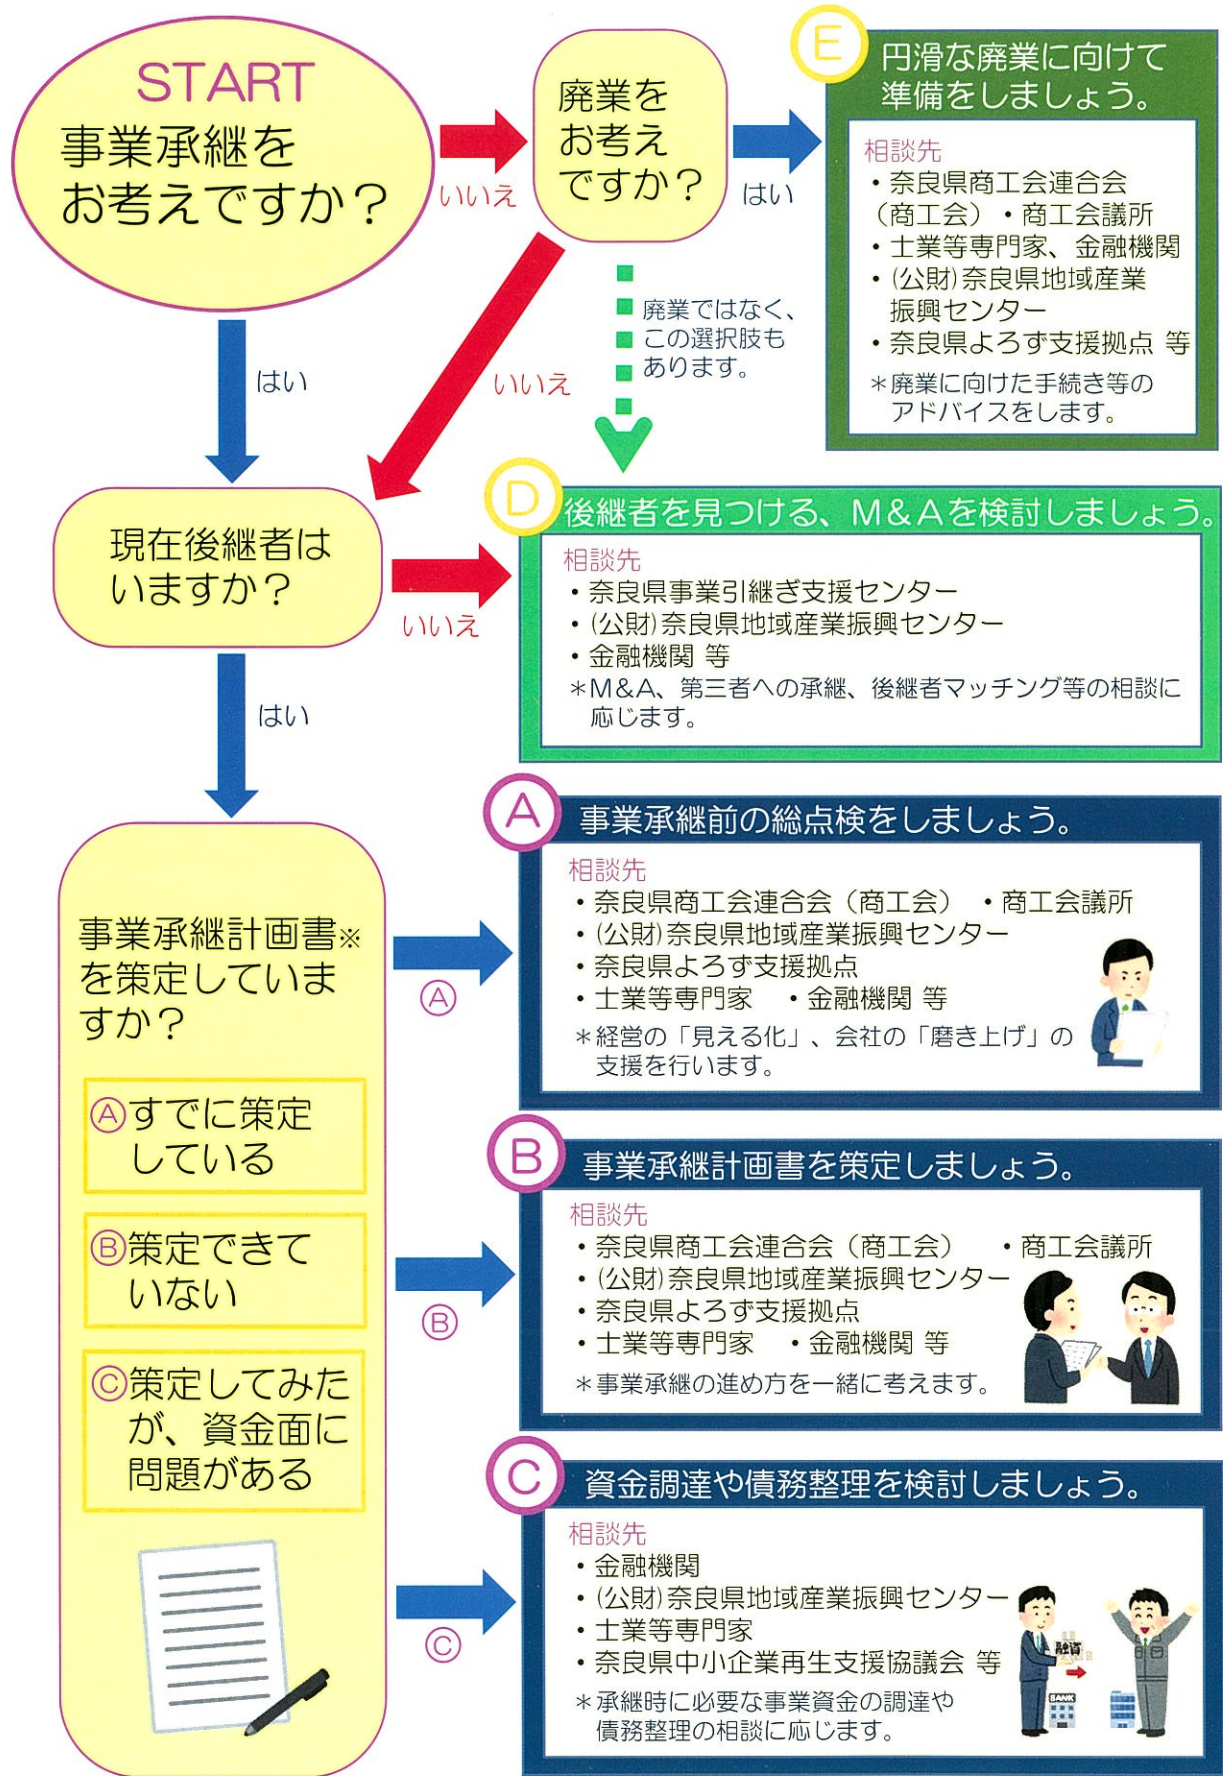 START
事業承継を
お考えですか？
いいえ
廃業を
お考え
ですか？
はい
E
円滑な廃業に向けて
準備をしましょう。
相談先
・奈良県商工会連合会
（商工会）・商工会議所
・士業等専門家、金融機関
・(公財)奈良県地域産業
振興センター
・奈良県よろず支援拠点 等
＊廃業に向けた手続き等の
アドバイスをします。
はい
いいえ
廃業ではなく、
この選択肢も
あります。
現在後継者は
いますか？
いいえ
D
後継者を見つける、M＆Aを検討しましょう。
相談先
・奈良県事業引継ぎ支援センター
・(公財)奈良県地域産業振興センター
・金融機関 等
＊M&A、第三者への承継、後継者マッチング等の相談に
応じます。
はい
事業承継計画書※
を策定していま
すか？
Ⓐすでに策定
している
Ⓑ策定できて
いない
Ⓒ策定してみた
が、資金面に
問題がある
Ⓐ
A
事業承継前の総点検をしましょう。
相談先
・奈良県商工会連合会（商工会） ・商工会議所
・(公財)奈良県地域産業振興センター
・奈良県よろず支援拠点
・士業等専門家 ・金融機関 等
＊経営の「見える化」、会社の「磨き上げ」の
支援を行います。
Ⓑ
B
事業承継計画書を策定しましょう。
相談先
・奈良県商工会連合会（商工会） ・商工会議所
・(公財)奈良県地域産業振興センター
・奈良県よろず支援拠点
・士業等専門家 ・金融機関 等
＊事業承継の進め方を一緒に考えます。
Ⓒ
C
資金調達や債務整理を検討しましょう。
相談先
・金融機関
・(公財)奈良県地域産業振興センター
・士業等専門家
・奈良県中小企業再生支援協議会 等
＊承継時に必要な事業資金の調達や
債務整理の相談に応じます。
融資
BANK